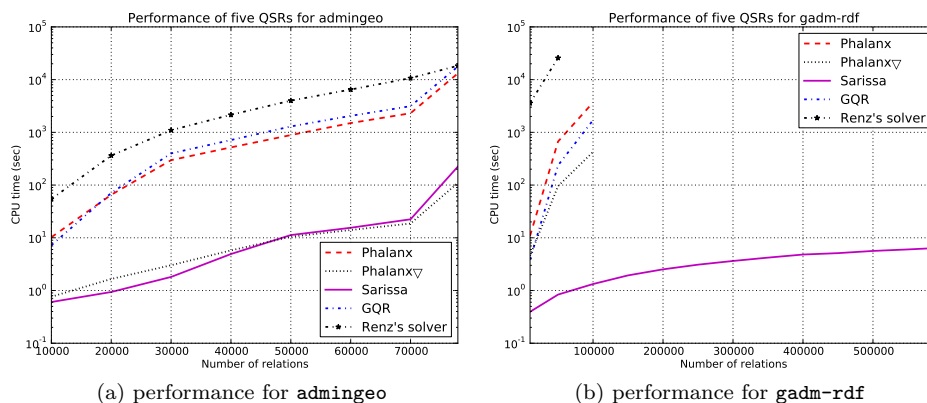 Performance of five QSRs for admingeo
CPU time (sec)
10^5
10^4
10^3
10^2
10^1
10^0
10^-1
10000 20000 30000 40000 50000 60000 70000
Number of relations
Phalanx
Phalanx▽
Sarissa
GQR
Renz's solver
(a) performance for admingeo
Performance of five QSRs for gadm-rdf
CPU time (sec)
10^5
10^4
10^3
10^2
10^1
10^0
10^-1
100000 200000 300000 400000 500000
Number of relations
Phalanx
Phalanx▽
Sarissa
GQR
Renz's solver
(b) performance for gadm-rdf